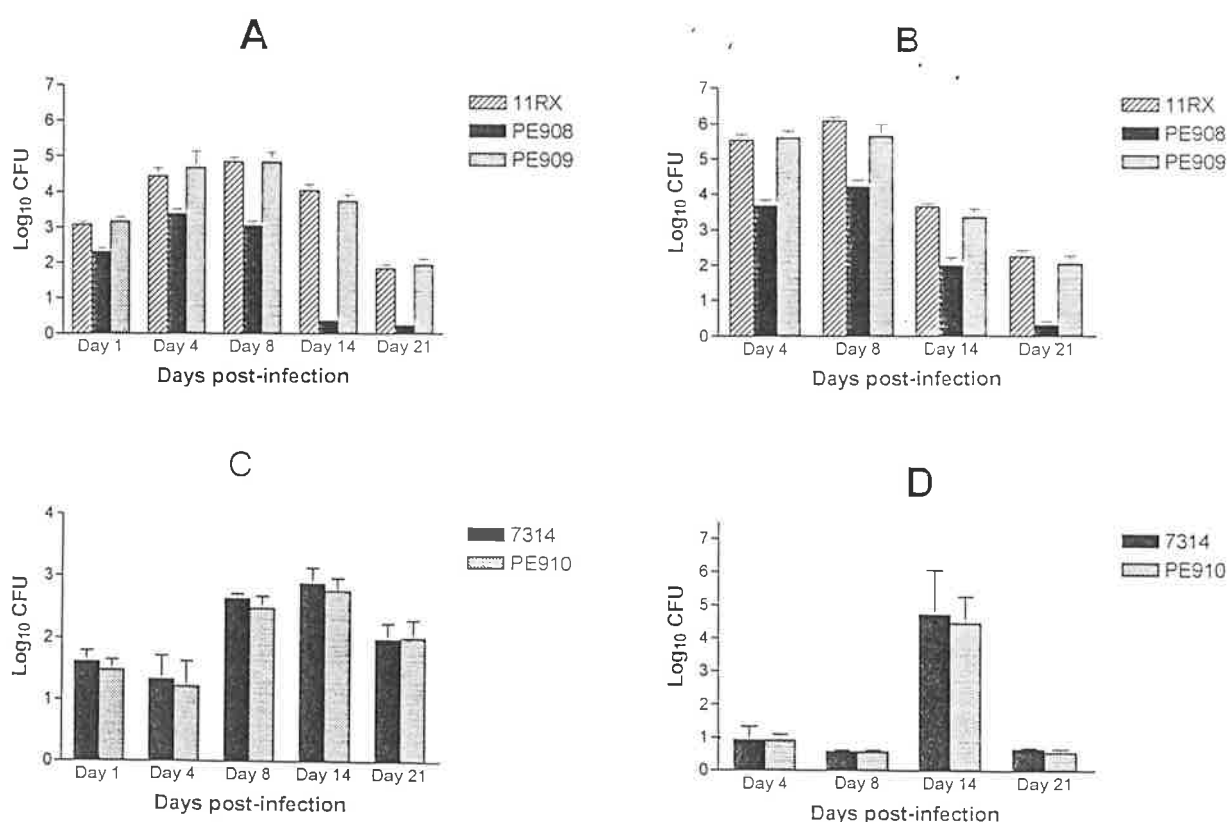 A
7
6
5
4
3
2
1
0
Log10 CFU
Day 1 Day 4 Day 8 Day 14 Day 21
Days post-infection
11RX
PE908
PE909
B
7
6
5
4
3
2
1
0
Log10 CFU
Day 4 Day 8 Day 14 Day 21
Days post-infection
11RX
PE908
PE909
C
4
3
2
1
0
Log10 CFU
Day 1 Day 4 Day 8 Day 14 Day 21
Days post-infection
7314
PE910
D
7
6
5
4
3
2
1
0
Log10 CFU
Day 4 Day 8 Day 14 Day 21
Days post-infection
7314
PE910